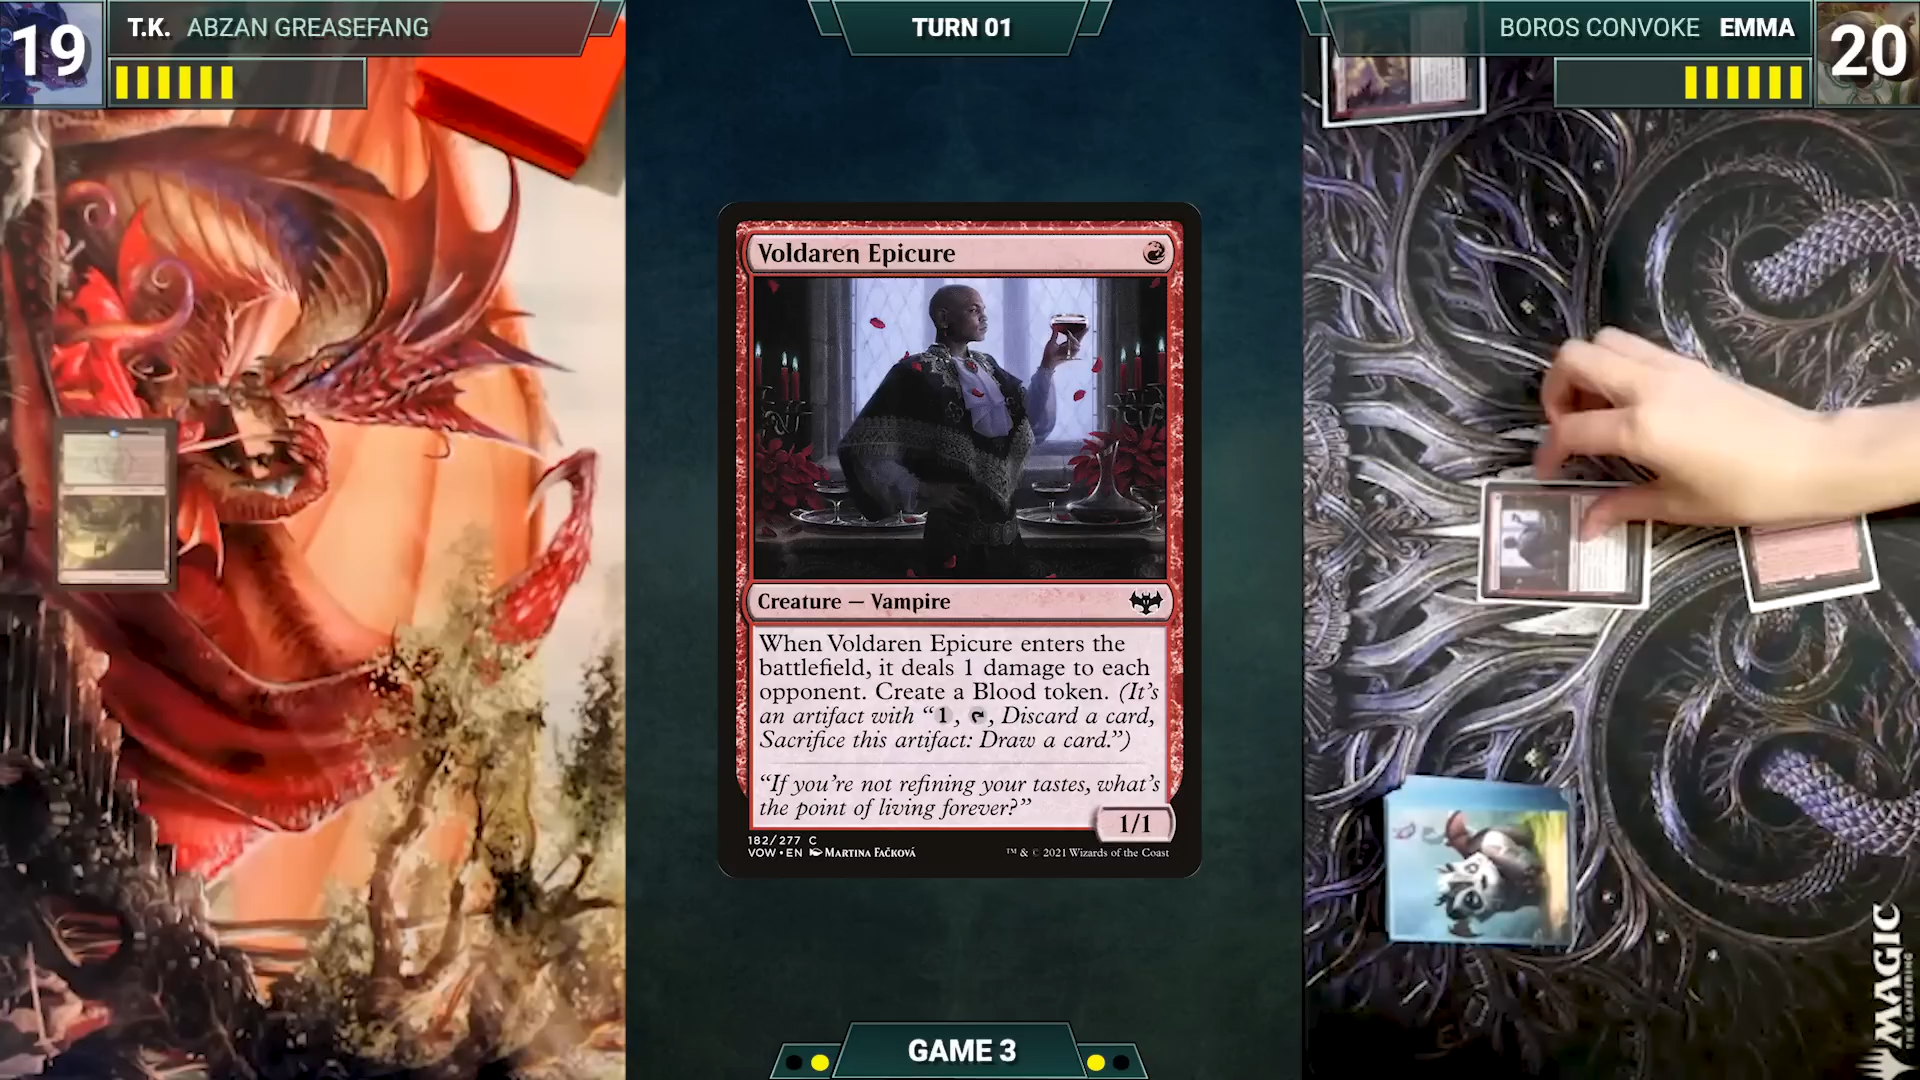 19
T.K. ABZAN GREASEFANG
TURN 01
BOROS CONVOKE EMMA
20
Voldaren Epicure
Creature — Vampire
When Voldaren Epicure enters the
battlefield, it deals 1 damage to each
opponent. Create a Blood token. (It's
an artifact with “1, , Discard a card,
Sacrifice this artifact: Draw a card.”)
“If you're not refining your tastes, what's
the point of living forever?”
1/1
182/277 C
VOW • EN MARTINA FAČKOVÁ
™ & © 2021 Wizards of the Coast
MAGIC
THE GATHERING
GAME 3